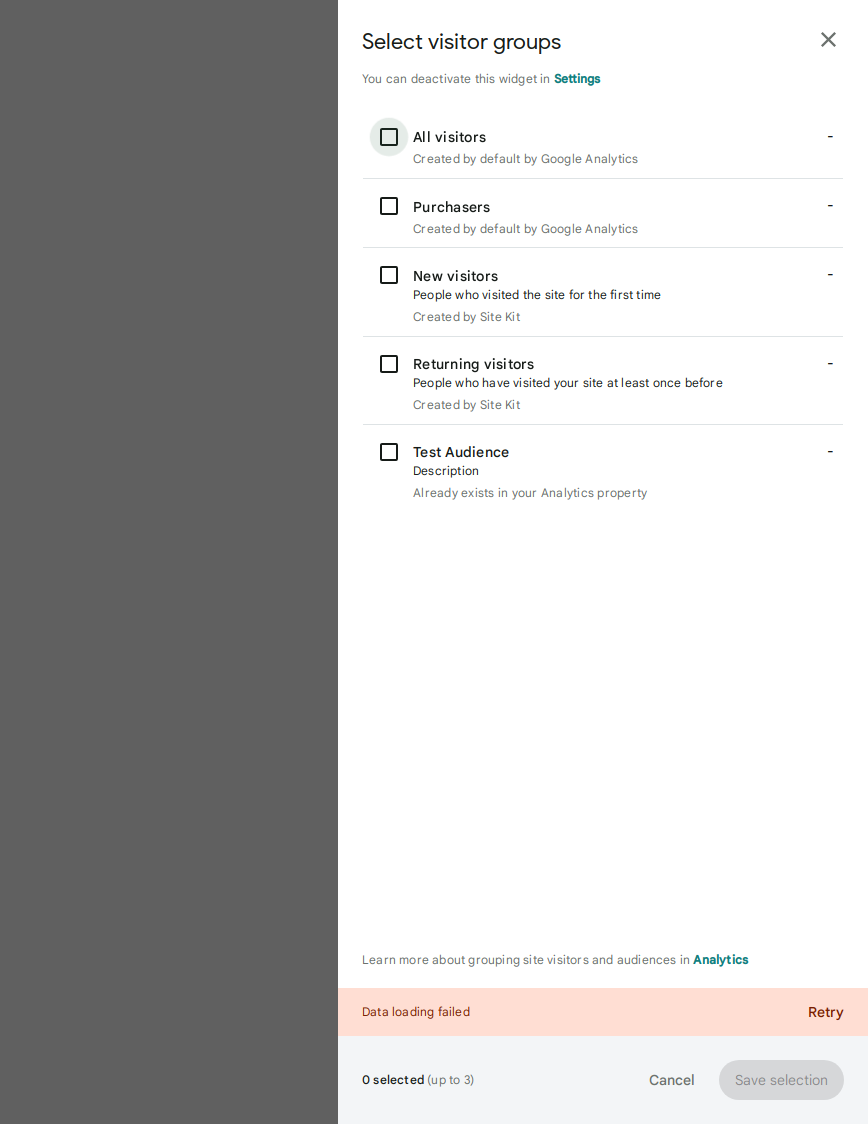 Select visitor groups
You can deactivate this widget in Settings
All visitors -
Created by default by Google Analytics
Purchasers -
Created by default by Google Analytics
New visitors -
People who visited the site for the first time
Created by Site Kit
Returning visitors -
People who have visited your site at least once before
Created by Site Kit
Test Audience -
Description
Already exists in your Analytics property
Learn more about grouping site visitors and audiences in Analytics
Data loading failed Retry
0 selected (up to 3) Cancel Save selection